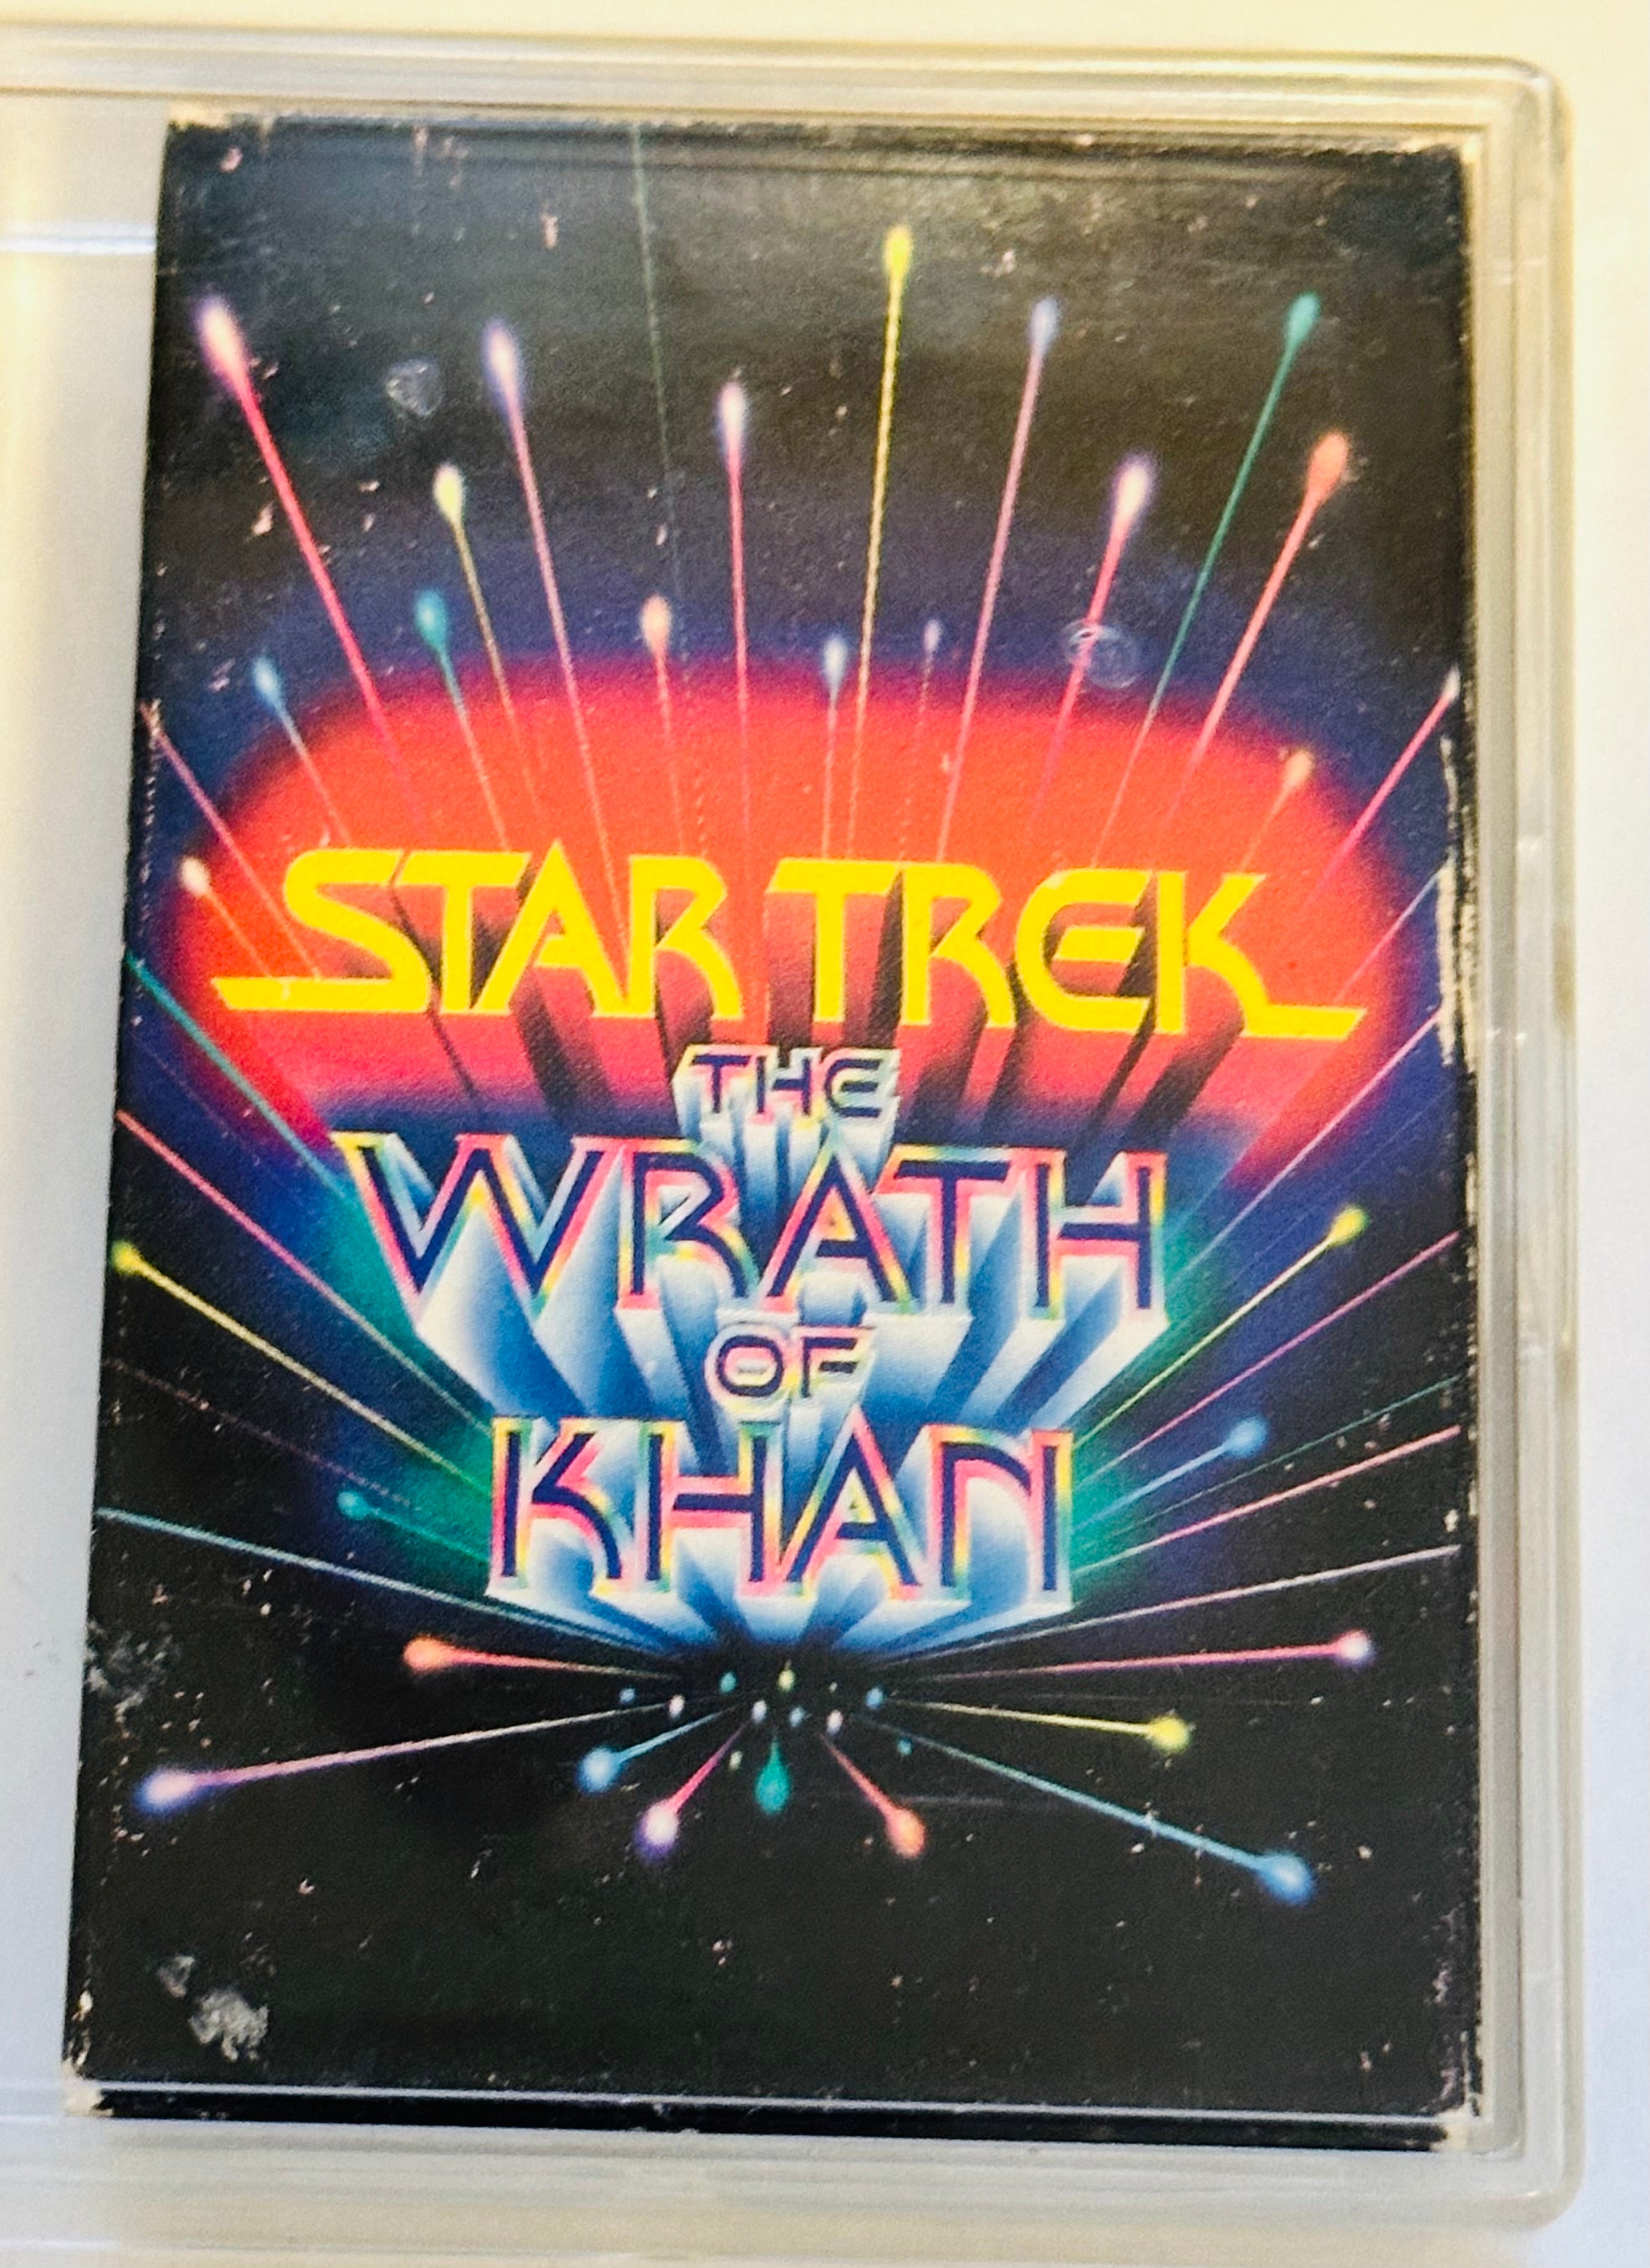 STAR TREK
THE
WRATH
OF
KHAN